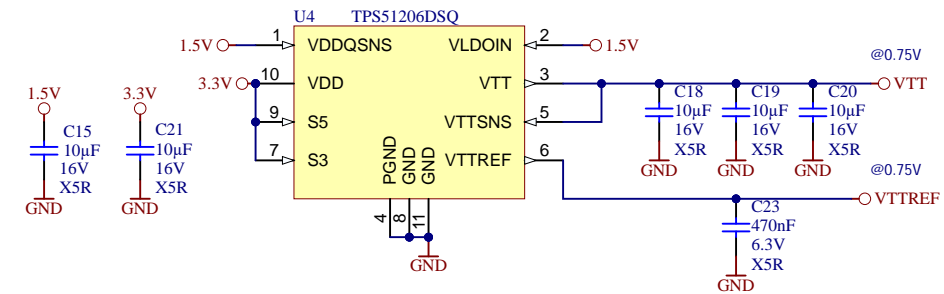 U4 TPS51206DSQ
1.5V 1 VDDQSNS VLDOIN 2 1.5V
@0.75V
3.3V 10 VDD VTT 3 VTT
1.5V 3.3V
C18 C19 C20
10µF 10µF 10µF
16V 16V 16V
X5R X5R X5R
GND GND GND
9 S5 VTTSNS 5
C15 C21
10µF 10µF
16V 16V
X5R X5R
GND GND
7 S3 VTTREF 6
PGND GND GND
4 8 11
GND
@0.75V
VTTREF
C23
470nF
6.3V
X5R
GND